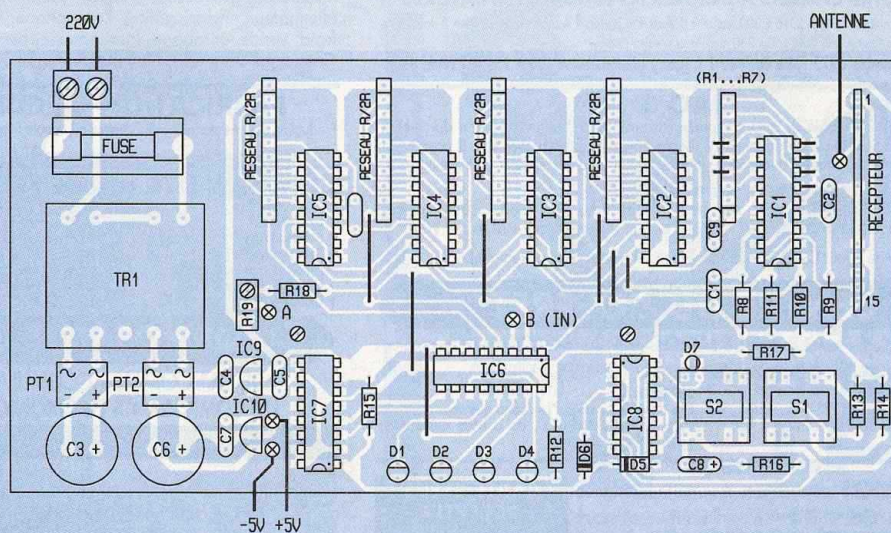 220V
ANTENNE
(R1...R7)
1
FUSE
RESEAU R/2R
RESEAU R/2R
RESEAU R/2R
RESEAU R/2R
IC5
IC4
IC3
IC2
IC1
C9
C2
RECEPTEUR
TR1
R18
R19
A
C1
R8
R11
R10
R9
15
B (IN)
D7
R17
IC9
PT1
~ ~
- +
PT2
~ ~
- +
C4
C5
IC6
IC7
R15
IC8
S2
S1
R13
R14
IC10
C3 +
C6 +
C7
D1
D2
D3
D4
R12
D6
D5
C8 +
R16
-5V +5V